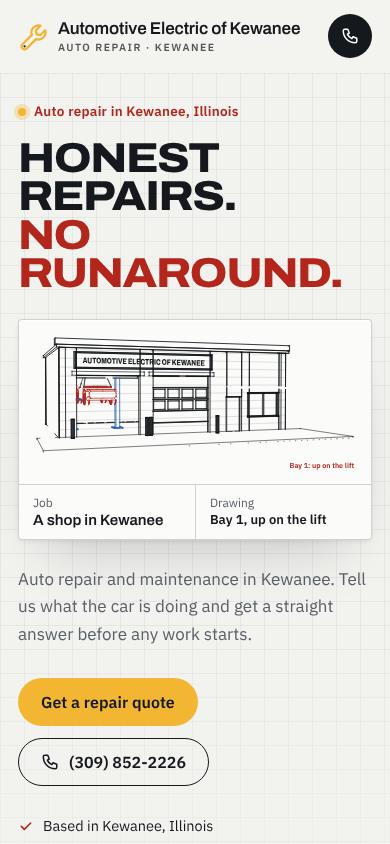 Automotive Electric of Kewanee
AUTO REPAIR · KEWANEE
Auto repair in Kewanee, Illinois
HONEST
REPAIRS.
NO
RUNAROUND.
AUTOMOTIVE ELECTRIC OF KEWANEE
Bay 1: up on the lift
Job
A shop in Kewanee
Drawing
Bay 1, up on the lift
Auto repair and maintenance in Kewanee. Tell
us what the car is doing and get a straight
answer before any work starts.
Get a repair quote
(309) 852-2226
Based in Kewanee, Illinois